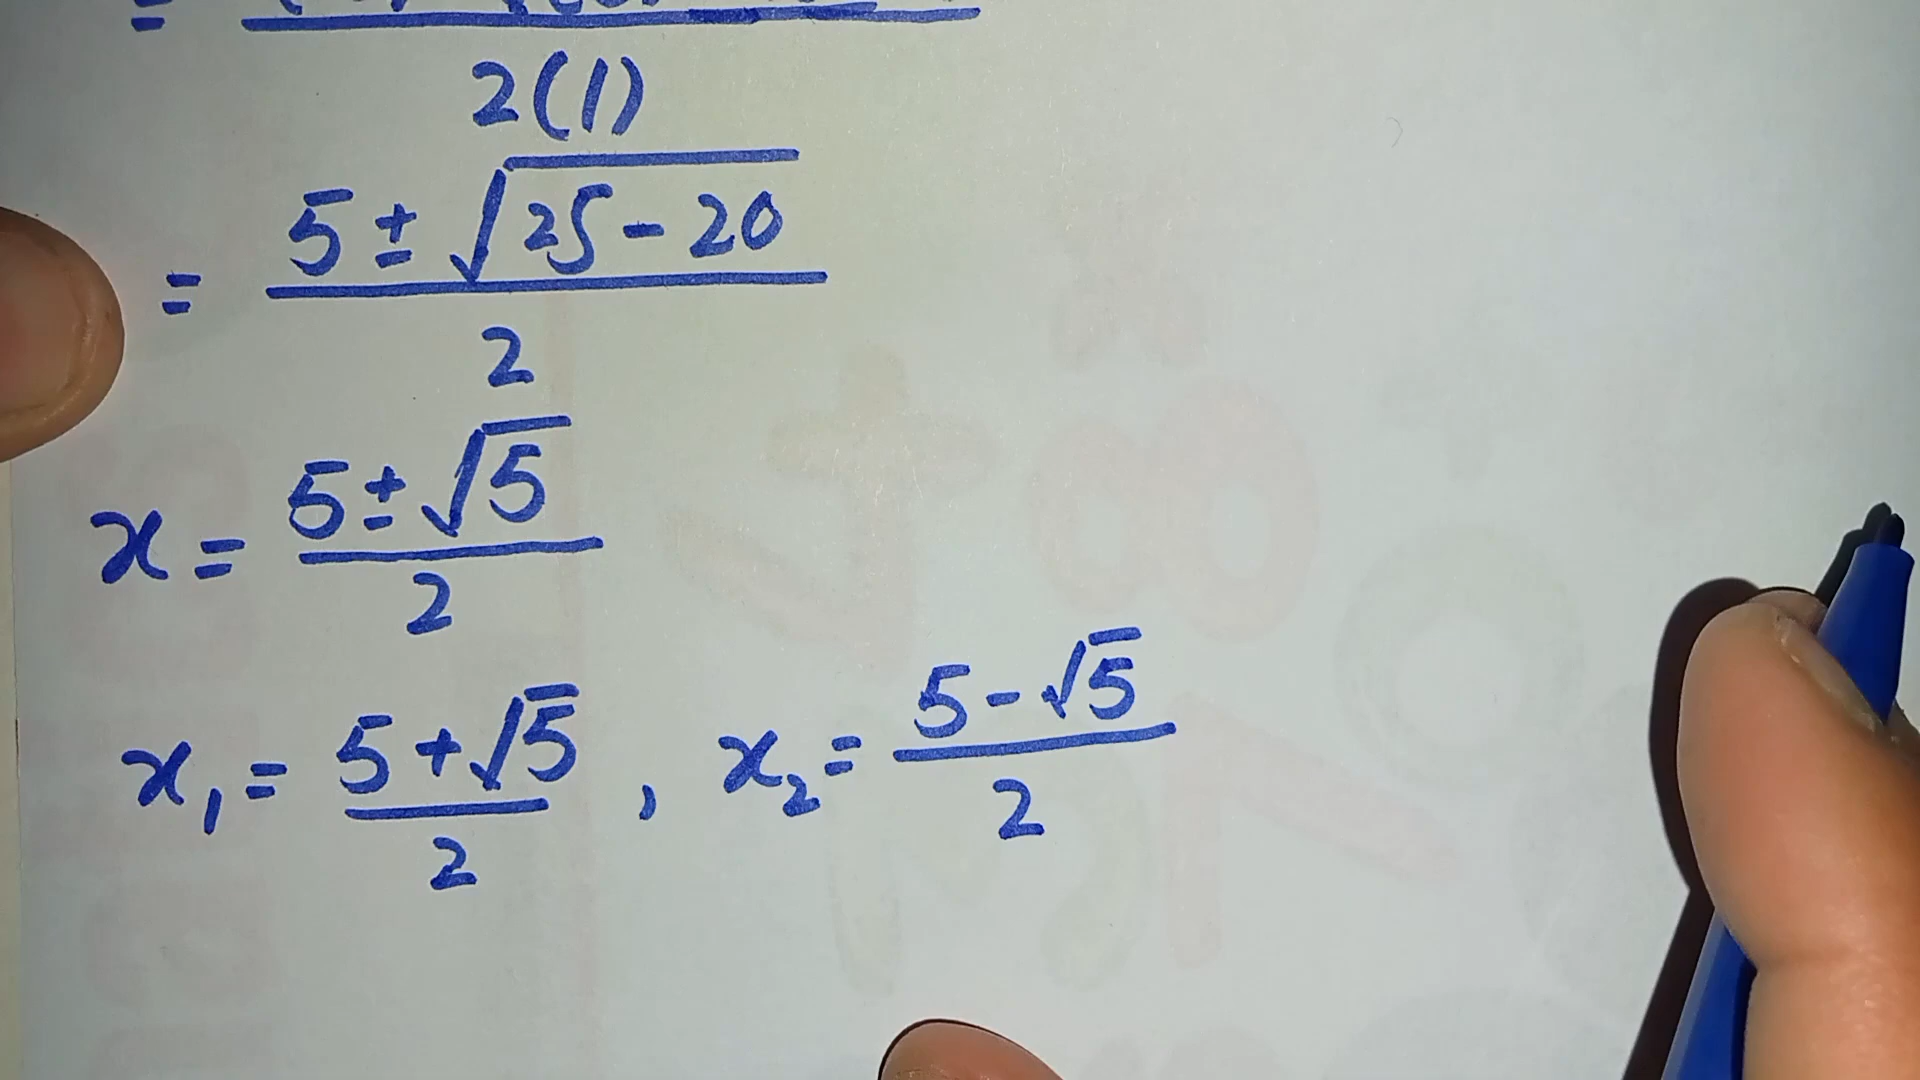 =
2(1)
= (5 ± √(25 - 20)) / 2
x = (5 ± √5) / 2
x₁ = (5 + √5) / 2 , x₂ = (5 - √5) / 2